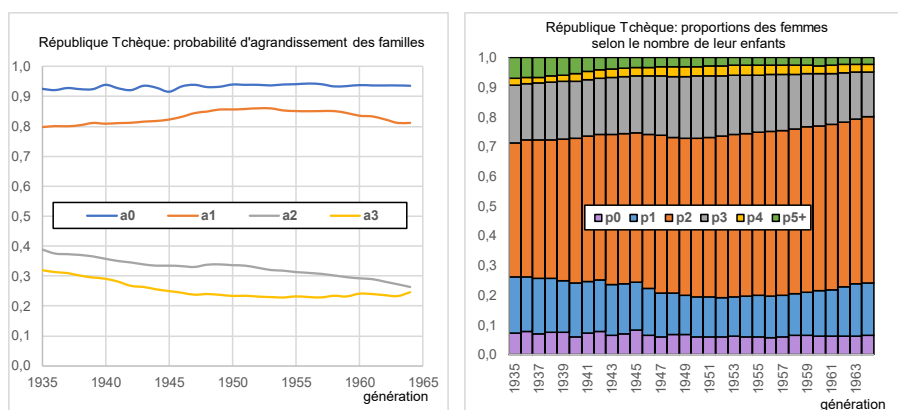 République Tchèque: probabilité d'agrandissement des familles
1,0
0,9
0,8
0,7
0,6
0,5
0,4
0,3
0,2
0,1
0,0
a0 a1 a2 a3
1935 1940 1945 1950 1955 1960 1965
génération
République Tchèque: proportions des femmes
selon le nombre de leur enfants
1,0
0,9
0,8
0,7
0,6
0,5
0,4
0,3
0,2
0,1
0,0
p0 p1 p2 p3 p4 p5+
1935 1937 1939 1941 1943 1945 1947 1949 1951 1953 1955 1957 1959 1961 1963
génération